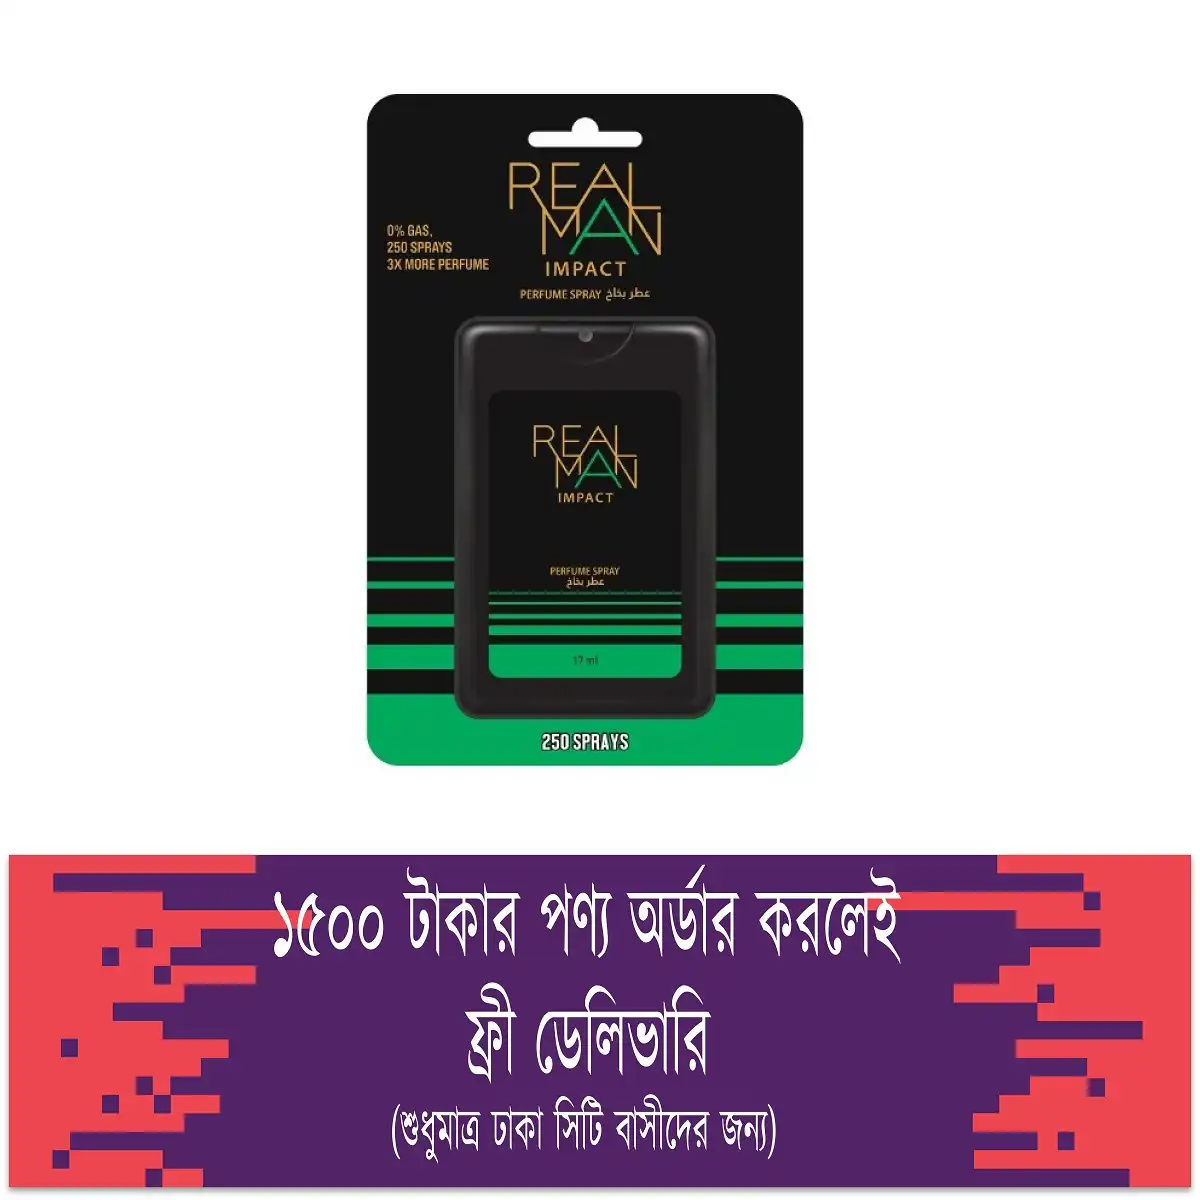 REAL
MAN
IMPACT
PERFUME SPRAY عطر بخاخ
0% GAS,
250 SPRAYS
3X MORE PERFUME
REAL
MAN
IMPACT
PERFUME SPRAY
عطر بخاخ
17 ml
250 SPRAYS
১৫০০ টাকার পণ্য অর্ডার করলেই
ফ্রী ডেলিভারি
(শুধুমাত্র ঢাকা সিটি বাসীদের জন্য)